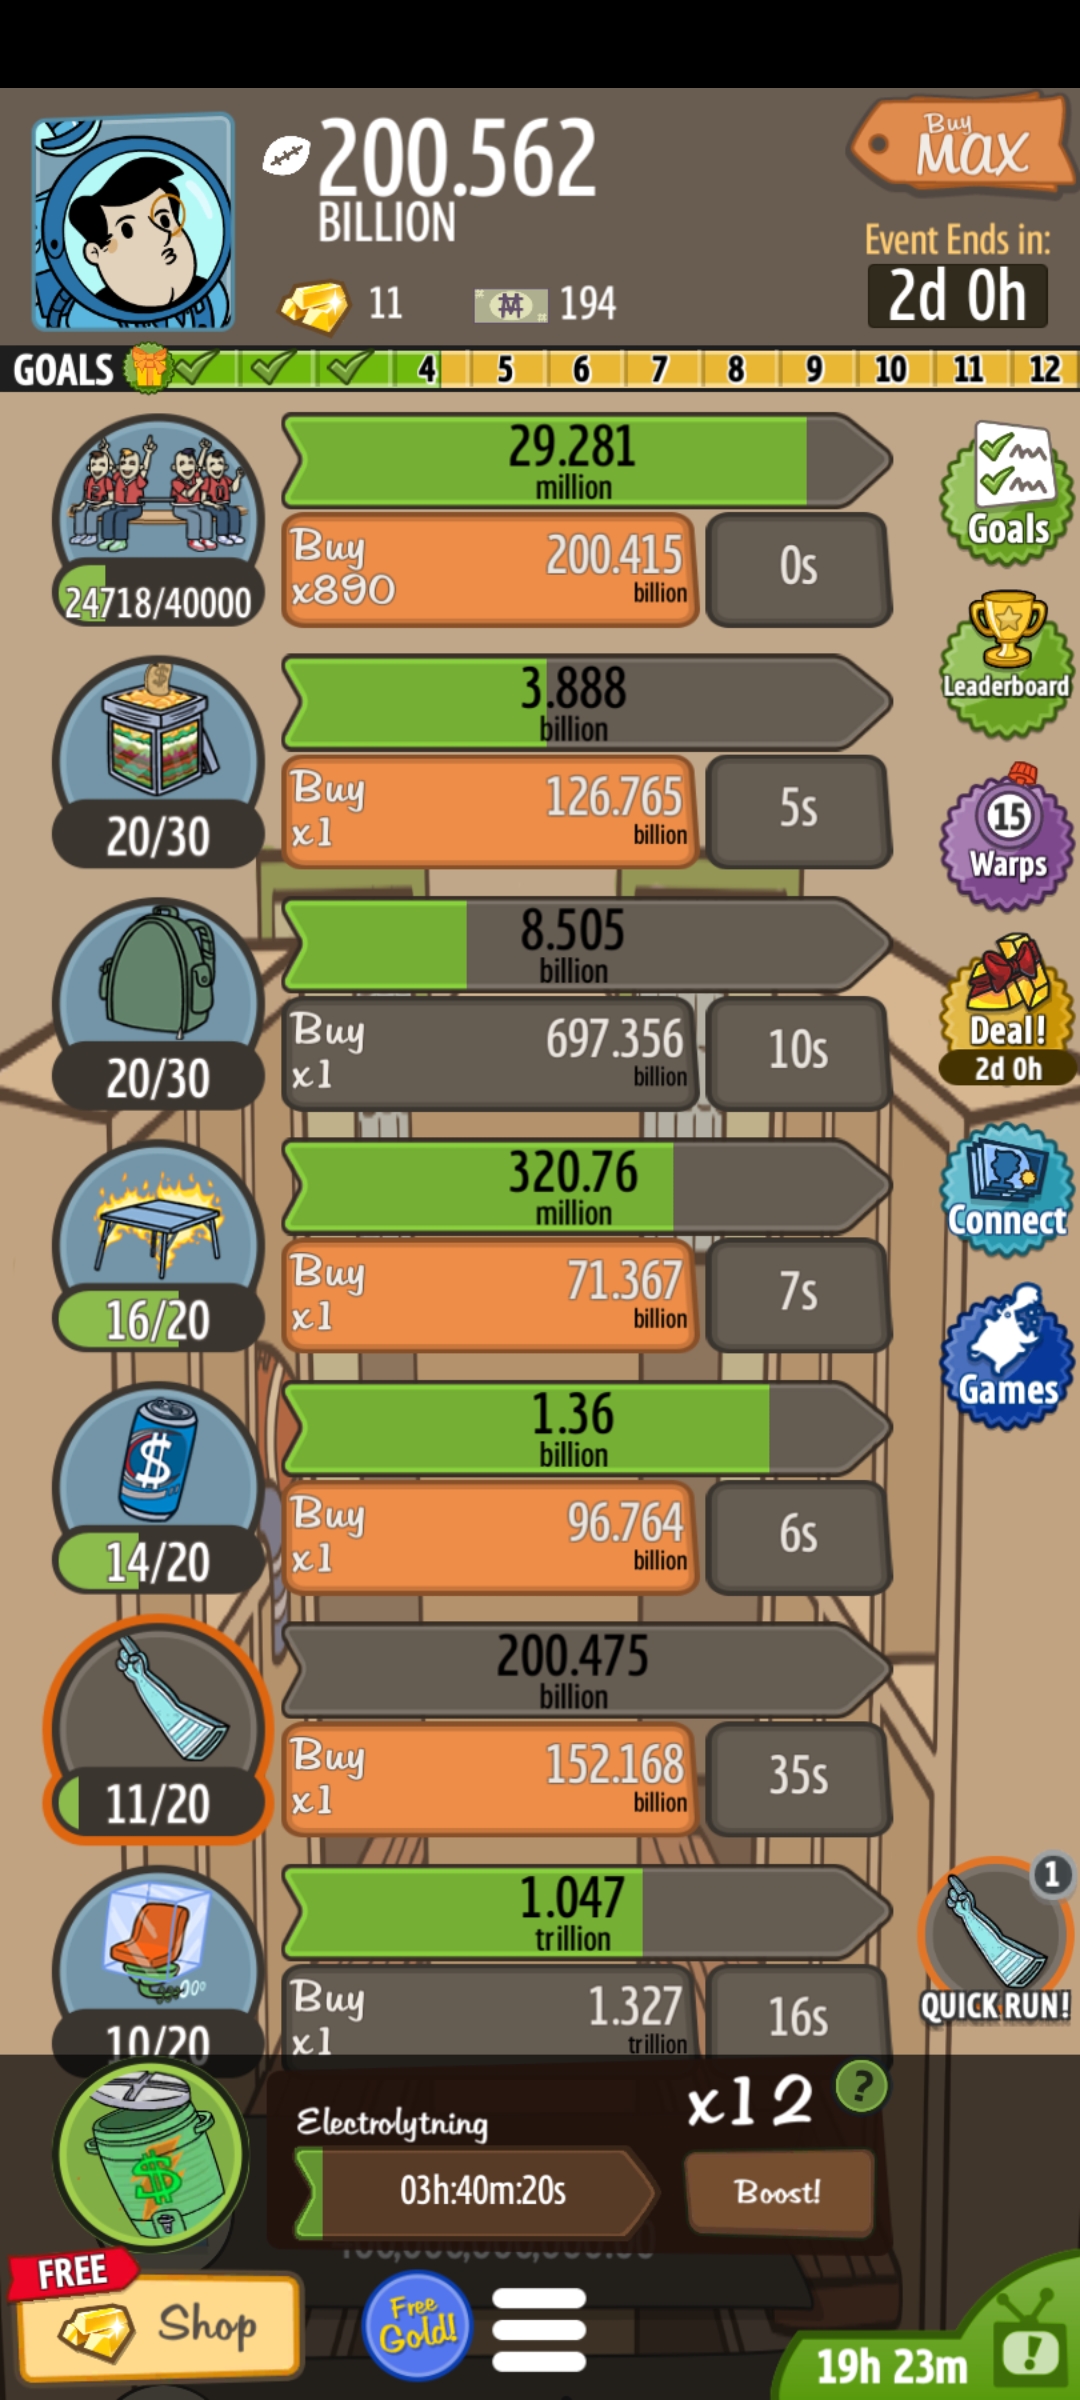 200.562
BILLION
11
194
Buy
MAX
Event Ends in:
2d 0h
GOALS 4 5 6 7 8 9 10 11 12
29.281
million
Buy
x890
200.415
billion
0s
24718/40000
Goals
3.888
billion
Buy
x1
126.765
billion
5s
20/30
Leaderboard
8.505
billion
Buy
x1
697.356
billion
10s
20/30
15
Warps
Deal!
2d 0h
320.76
million
Buy
x1
71.367
billion
7s
16/20
Connect
1.36
billion
Buy
x1
96.764
billion
6s
14/20
Games
200.475
billion
Buy
x1
152.168
billion
35s
11/20
1.047
trillion
Buy
x1
1.327
trillion
16s
10/20
1
QUICK RUN!
Electrolytning
x12
?
03h:40m:20s
Boost!
FREE
Shop
Free
Gold!
19h 23m
!